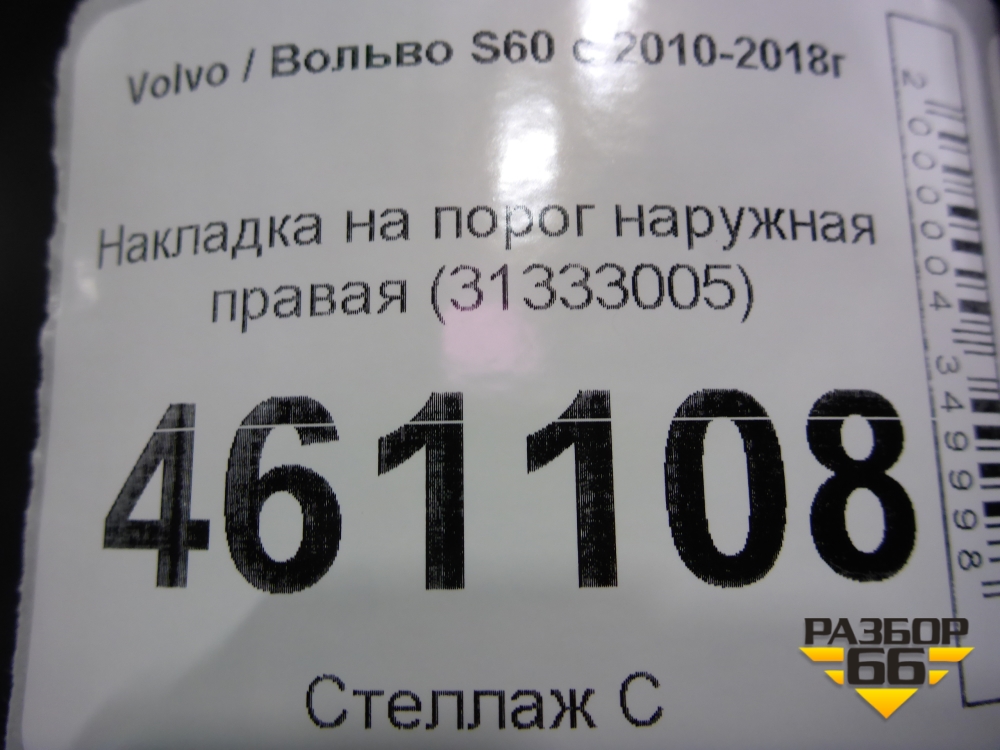 Volvo / Вольво S60 с 2010-2018г
Накладка на порог наружная
правая (31333005)
461108
Стеллаж С
2000004349998
РАЗБОР
66